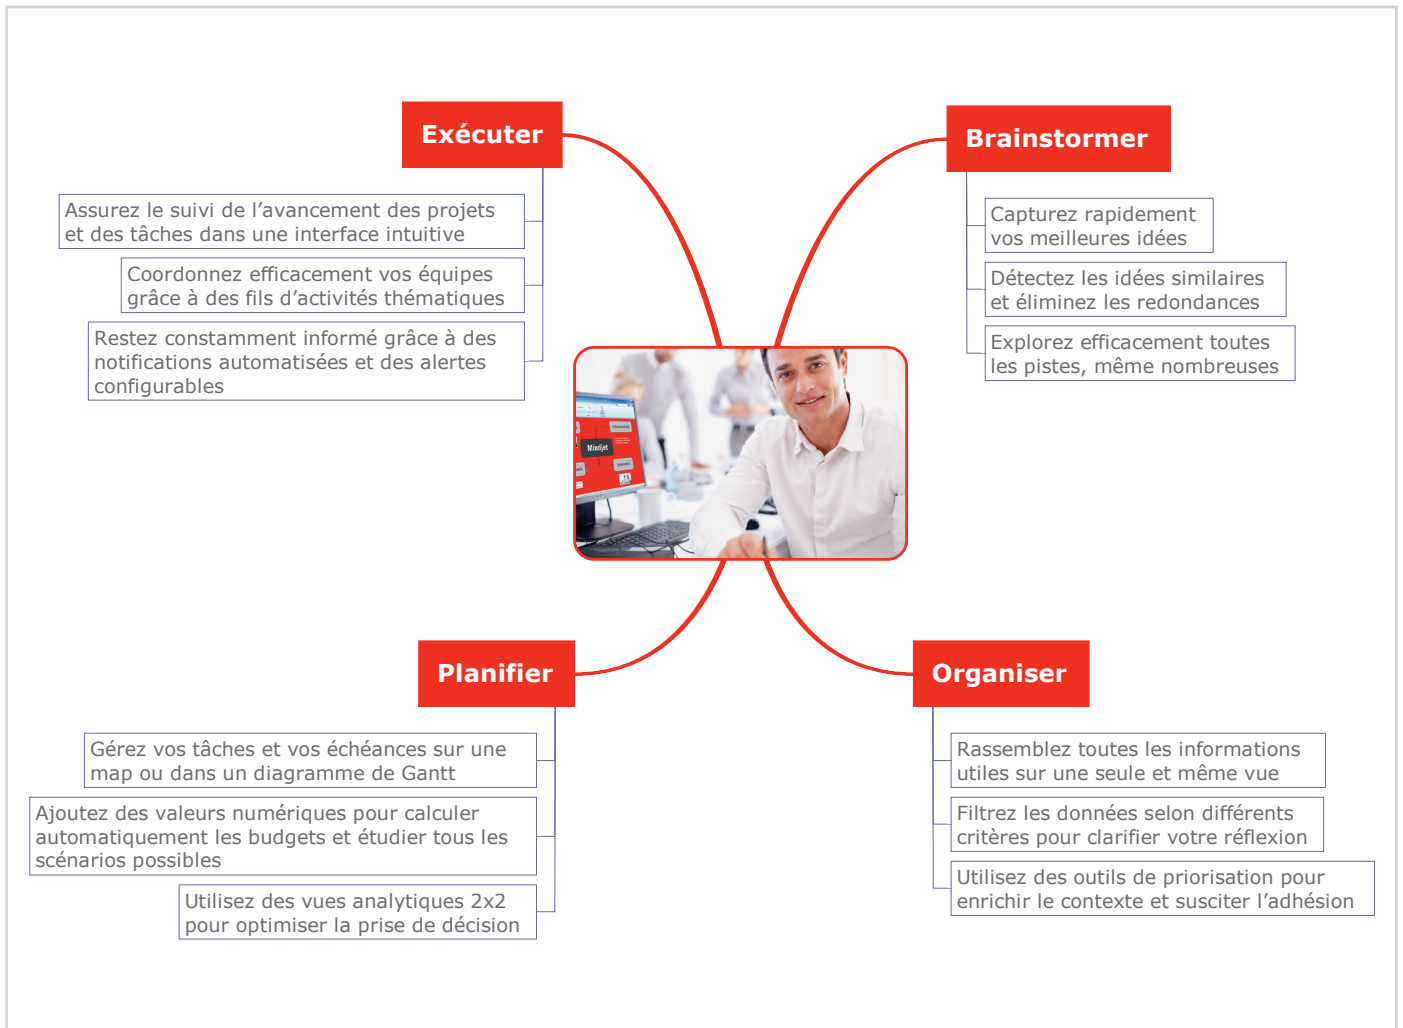 Exécuter
Assurez le suivi de l’avancement des projets
et des tâches dans une interface intuitive
Coordonnez efficacement vos équipes
grâce à des fils d’activités thématiques
Restez constamment informé grâce à des
notifications automatisées et des alertes
configurables
Brainstormer
Capturez rapidement
vos meilleures idées
Détectez les idées similaires
et éliminez les redondances
Explorez efficacement toutes
les pistes, même nombreuses
Mindjet
Planifier
Gérez vos tâches et vos échéances sur une
map ou dans un diagramme de Gantt
Ajoutez des valeurs numériques pour calculer
automatiquement les budgets et étudier tous les
scénarios possibles
Utilisez des vues analytiques 2x2
pour optimiser la prise de décision
Organiser
Rassemblez toutes les informations
utiles sur une seule et même vue
Filtrez les données selon différents
critères pour clarifier votre réflexion
Utilisez des outils de priorisation pour
enrichir le contexte et susciter l’adhésion